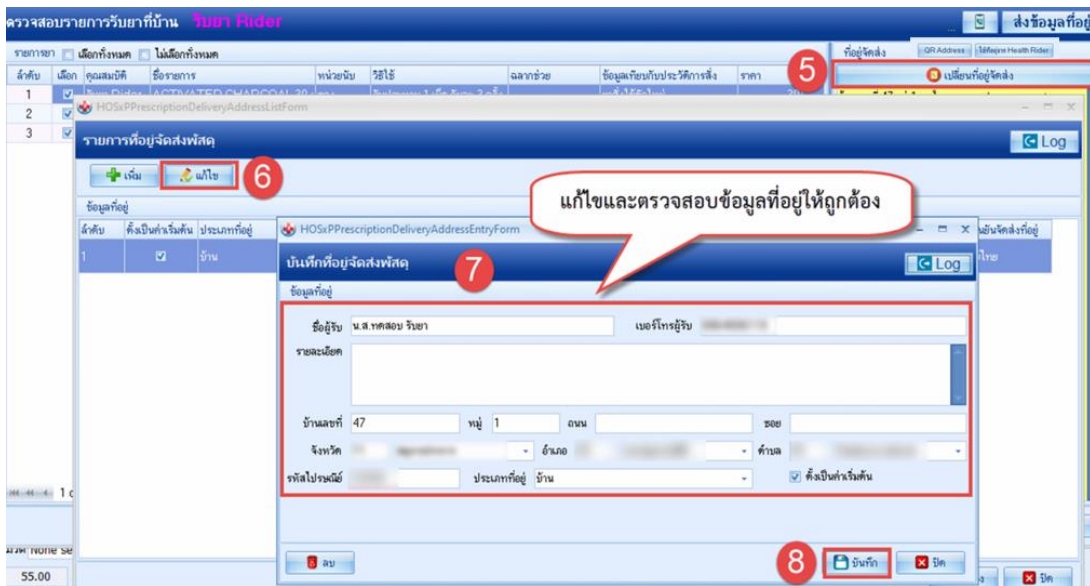 ตรวจสอบรายการรับยาที่บ้าน รับยา Rider ... ส่งข้อมูลที่อยู่
รายการยา เลือกทั้งหมด ไม่เลือกทั้งหมด ที่อยู่จัดส่ง QR Address ใช้ที่อยู่จาก Health Rider
ลำดับ เลือก คุณสมบัติ ชื่อรายการ หน่วยนับ วิธีใช้ ฉลากช่วย ข้อมูลเทียบกับประวัติการสั่ง ราคา 5 เปลี่ยนที่อยู่จัดส่ง
1 รับยา Rider ACTIVATED CHARCOAL
2 HOSxPPrescriptionDeliveryAddressListForm
3 รายการที่อยู่จัดส่งพัสดุ Log
เพิ่ม แก้ไข 6
แก้ไขและตรวจสอบข้อมูลที่อยู่ให้ถูกต้อง
ข้อมูลที่อยู่
ลำดับ ตั้งเป็นค่าเริ่มต้น ประเภทที่อยู่ HOSxPPrescriptionDeliveryAddressEntryForm
1 บ้าน บันทึกที่อยู่จัดส่งพัสดุ 7 Log
ข้อมูลที่อยู่
ชื่อผู้รับ น.ส.ทดสอบ รับยา เบอร์โทรผู้รับ
รายละเอียด
บ้านเลขที่ 47 หมู่ 1 ถนน ซอย
จังหวัด อำเภอ ตำบล
รหัสไปรษณีย์ ประเภทที่อยู่ บ้าน ตั้งเป็นค่าเริ่มต้น
ลบ 8 บันทึก ปิด
55.00 ปิด